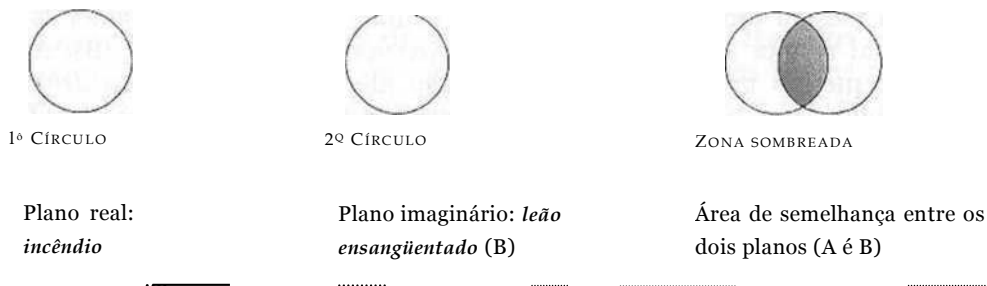 1º CÍRCULO
2º CÍRCULO
ZONA SOMBREADA
Plano real:
incêndio
Plano imaginário: leão
ensangüentado (B)
Área de semelhança entre os
dois planos (A é B)